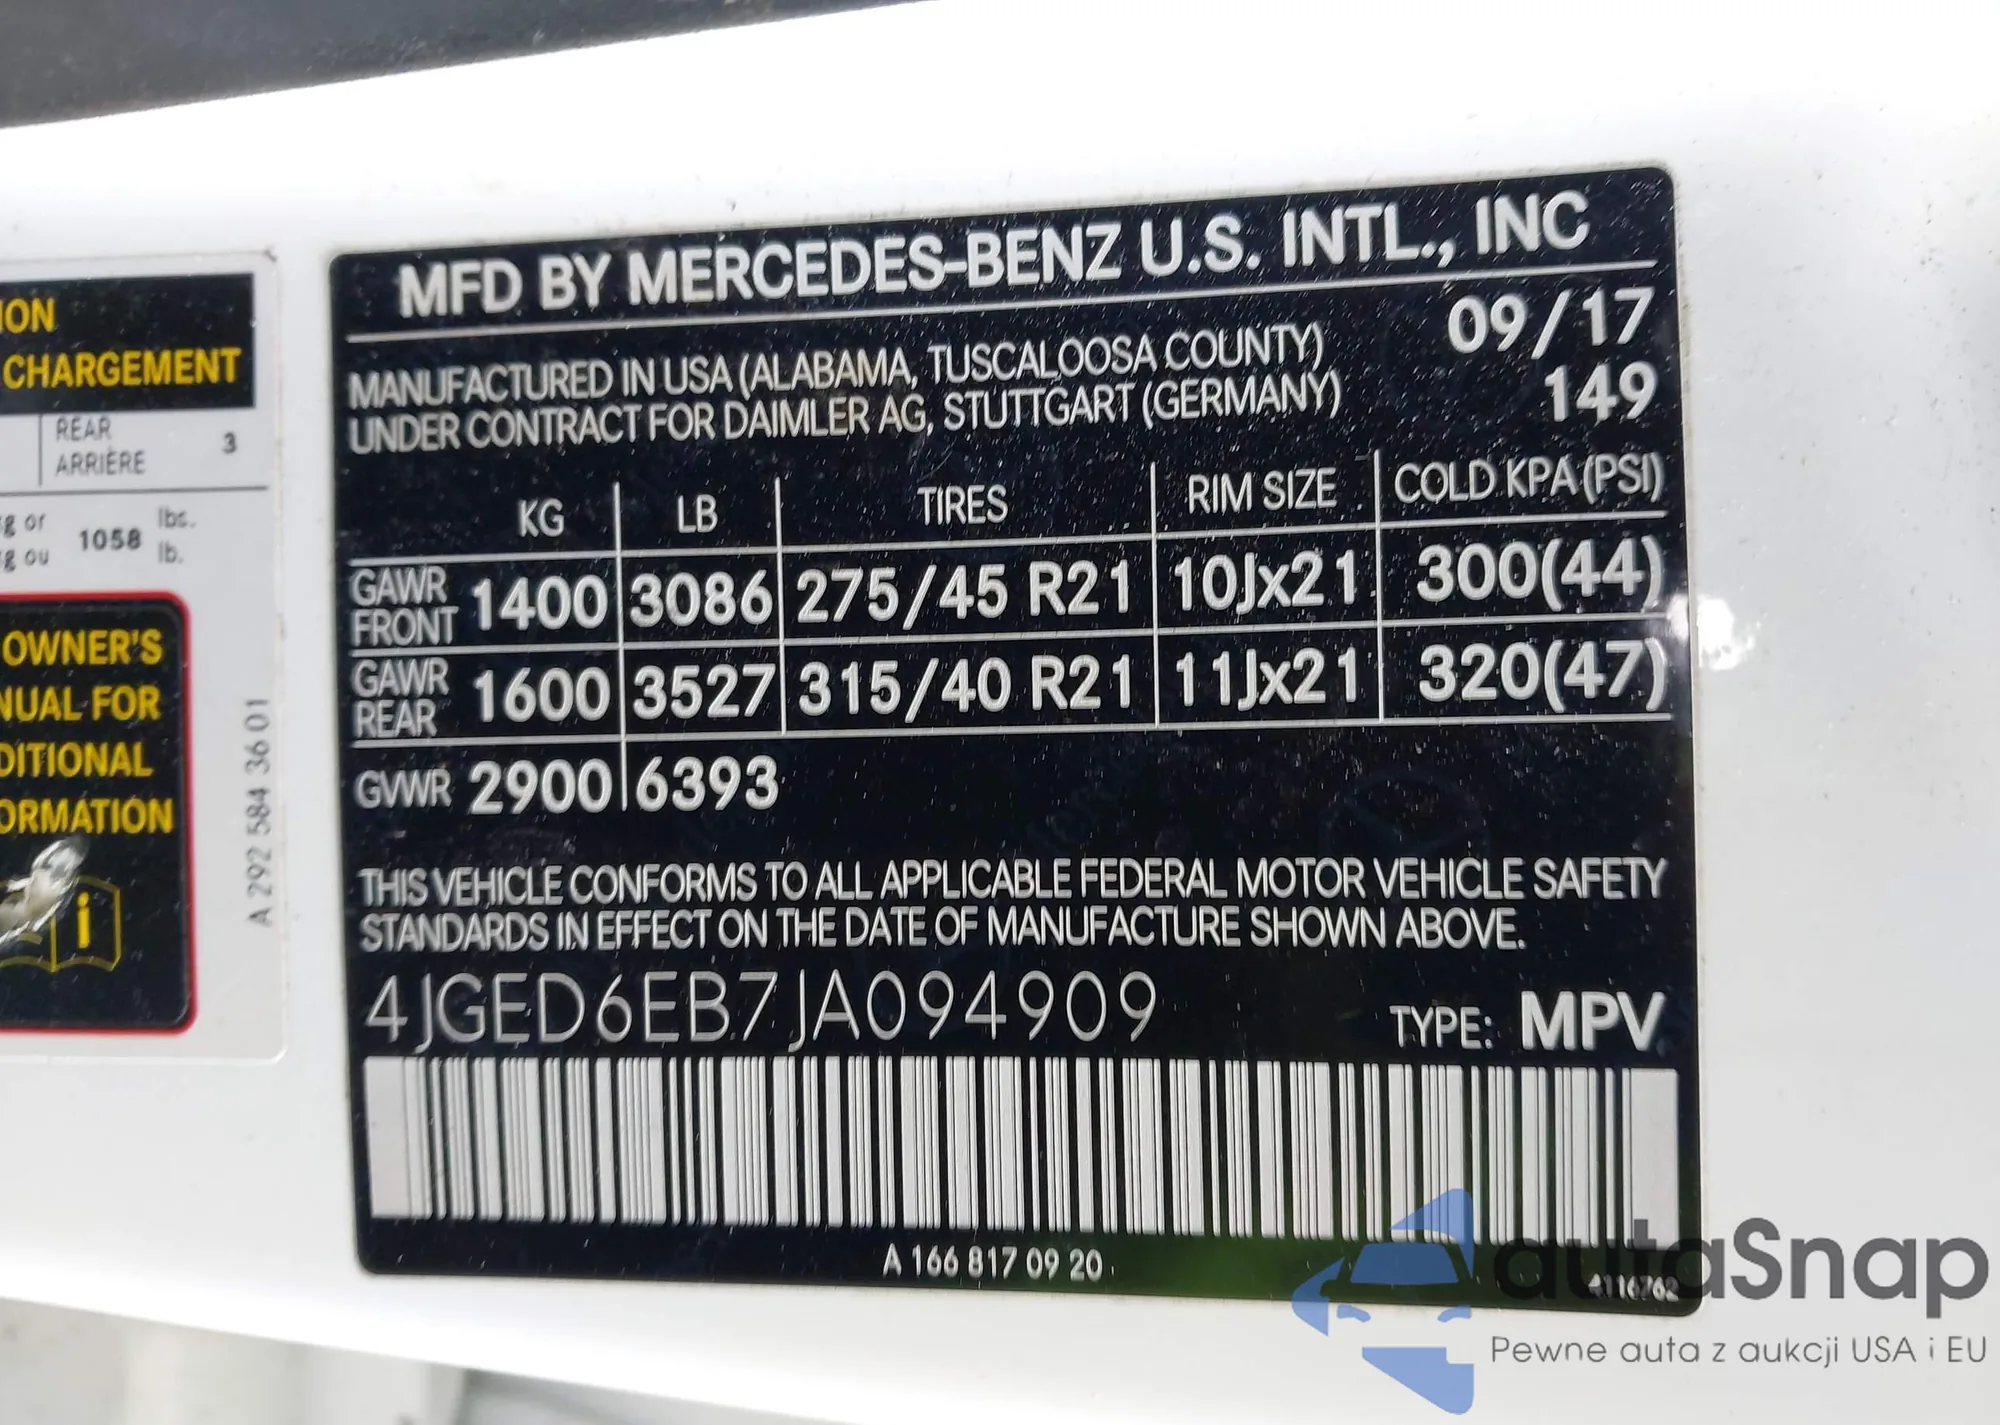 ION
CHARGEMENT
REAR
ARRIÈRE
3
g or
g ou
1058
lbs.
lb.
OWNER'S
NUAL FOR
DITIONAL
ORMATION
i
A 292 584 36 01
MFD BY MERCEDES-BENZ U.S. INTL., INC
MANUFACTURED IN USA (ALABAMA, TUSCALOOSA COUNTY) 09/17
UNDER CONTRACT FOR DAIMLER AG, STUTTGART (GERMANY) 149
KG LB TIRES RIM SIZE COLD KPA (PSI)
GAWR FRONT 1400 3086 275/45 R21 10Jx21 300(44)
GAWR REAR 1600 3527 315/40 R21 11Jx21 320(47)
GVWR 2900 6393
THIS VEHICLE CONFORMS TO ALL APPLICABLE FEDERAL MOTOR VEHICLE SAFETY
STANDARDS IN EFFECT ON THE DATE OF MANUFACTURE SHOWN ABOVE.
4JGED6EB7JA094909 TYPE: MPV
A 166 817 09 20
4116762
autaSnap
Pewne auta z aukcji USA i EU